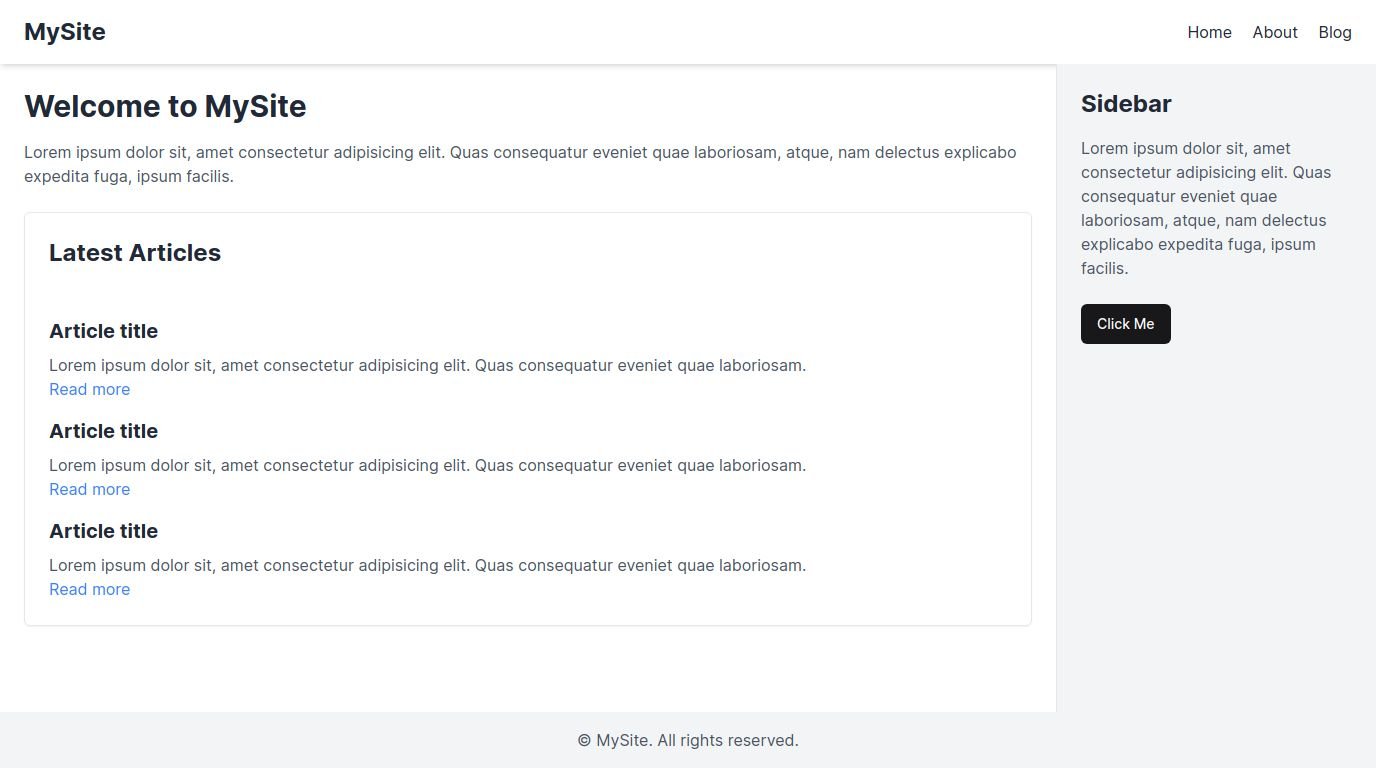 MySite
Home About Blog
Welcome to MySite
Lorem ipsum dolor sit, amet consectetur adipisicing elit. Quas consequatur eveniet quae laboriosam, atque, nam delectus explicabo
expedita fuga, ipsum facilis.
Latest Articles
Article title
Lorem ipsum dolor sit, amet consectetur adipisicing elit. Quas consequatur eveniet quae laboriosam.
Read more
Article title
Lorem ipsum dolor sit, amet consectetur adipisicing elit. Quas consequatur eveniet quae laboriosam.
Read more
Article title
Lorem ipsum dolor sit, amet consectetur adipisicing elit. Quas consequatur eveniet quae laboriosam.
Read more
Sidebar
Lorem ipsum dolor sit, amet
consectetur adipisicing elit. Quas
consequatur eveniet quae
laboriosam, atque, nam delectus
explicabo expedita fuga, ipsum
facilis.
Click Me
© MySite. All rights reserved.